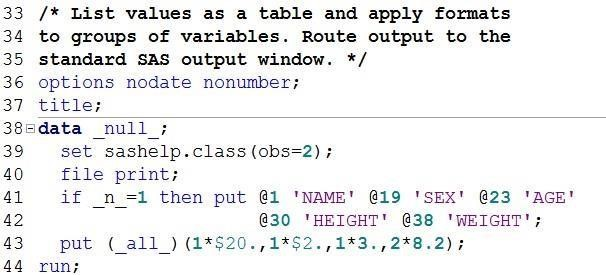 33 /* List values as a table and apply formats
34 to groups of variables. Route output to the
35 standard SAS output window. */
36 options nodate nonumber;
37 title;
38 data _null_;
39   set sashelp.class(obs=2);
40   file print;
41   if _n_=1 then put @1 'NAME' @19 'SEX' @23 'AGE'
42                     @30 'HEIGHT' @38 'WEIGHT';
43   put (_all_)(1*$20.,1*$2.,1*3.,2*8.2);
44 run;